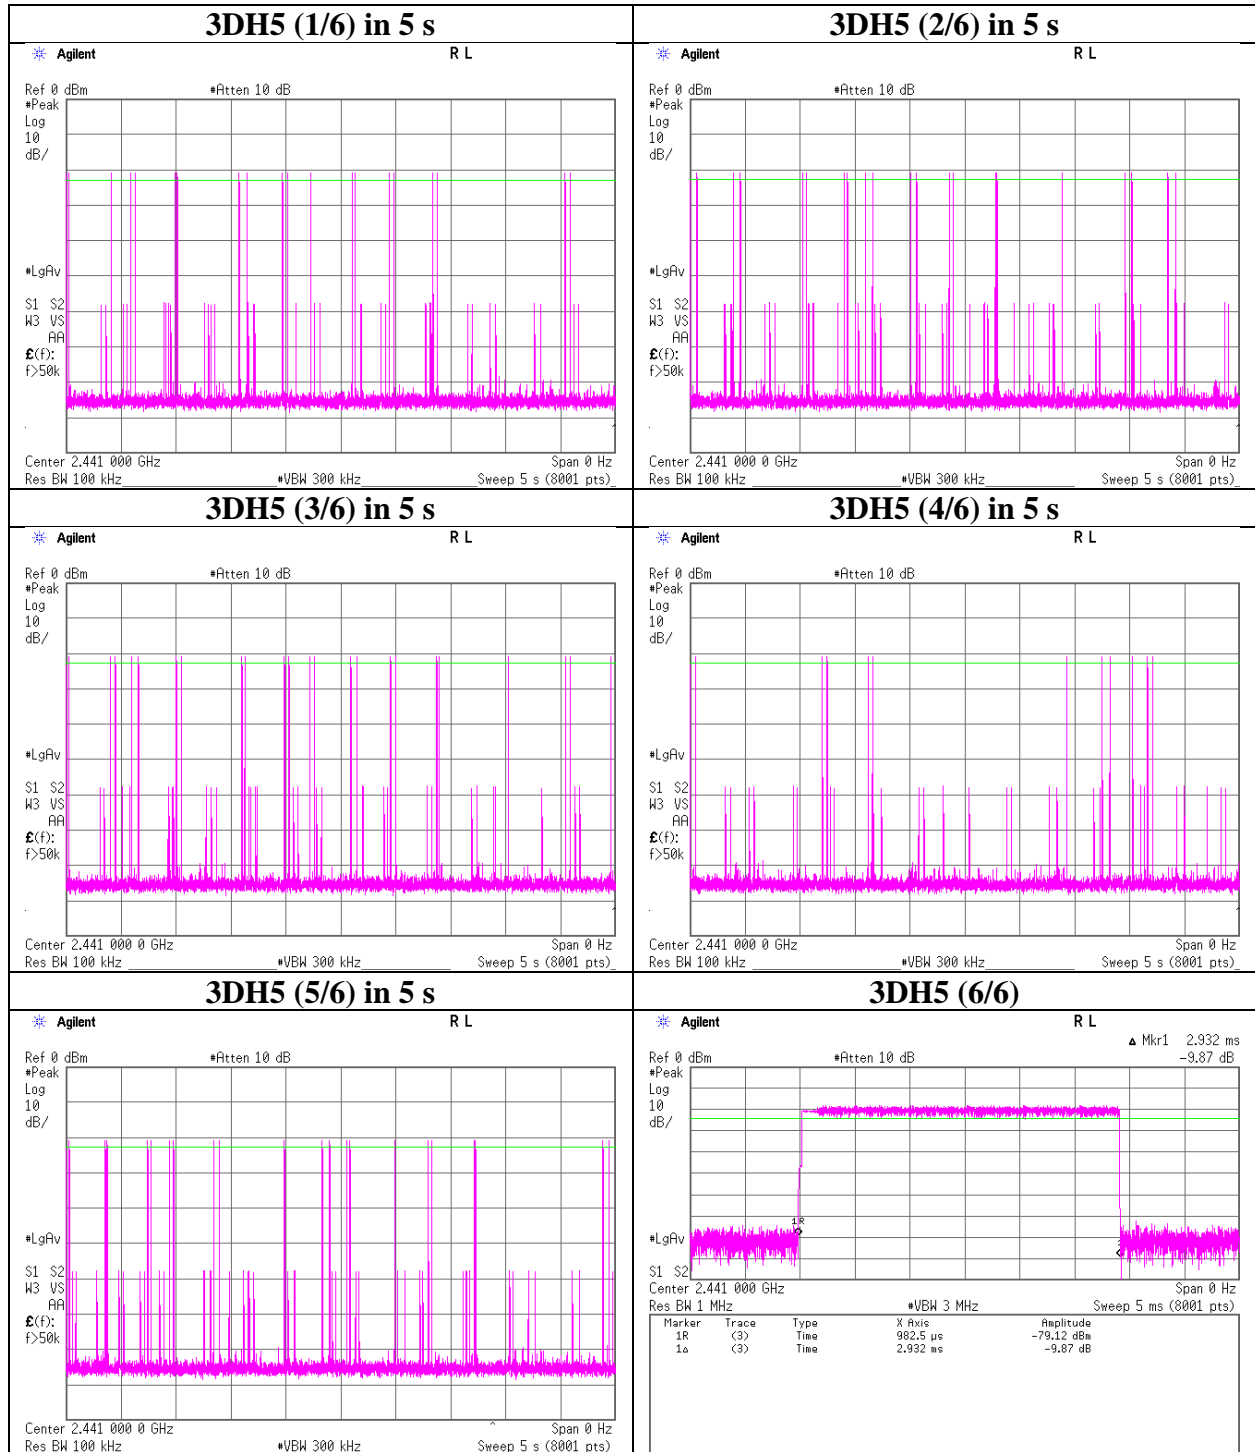 3DH5 (1/6) in 5 s
Agilent
R L
Ref 0 dBm
#Atten 10 dB
#Peak
Log
10
dB/
#LgAv
S1 S2
W3 VS
AA
£(f):
f>50k
Center 2.441 000 GHz
Span 0 Hz
Res BW 100 kHz
#VBW 300 kHz
Sweep 5 s (8001 pts)
3DH5 (2/6) in 5 s
Agilent
R L
Ref 0 dBm
#Atten 10 dB
#Peak
Log
10
dB/
#LgAv
S1 S2
W3 VS
AA
£(f):
f>50k
Center 2.441 000 0 GHz
Span 0 Hz
Res BW 100 kHz
#VBW 300 kHz
Sweep 5 s (8001 pts)
3DH5 (3/6) in 5 s
Agilent
R L
Ref 0 dBm
#Atten 10 dB
#Peak
Log
10
dB/
#LgAv
S1 S2
W3 VS
AA
£(f):
f>50k
Center 2.441 000 0 GHz
Span 0 Hz
Res BW 100 kHz
#VBW 300 kHz
Sweep 5 s (8001 pts)
3DH5 (4/6) in 5 s
Agilent
R L
Ref 0 dBm
#Atten 10 dB
#Peak
Log
10
dB/
#LgAv
S1 S2
W3 VS
AA
£(f):
f>50k
Center 2.441 000 0 GHz
Span 0 Hz
Res BW 100 kHz
#VBW 300 kHz
Sweep 5 s (8001 pts)
3DH5 (5/6) in 5 s
Agilent
R L
Ref 0 dBm
#Atten 10 dB
#Peak
Log
10
dB/
#LgAv
S1 S2
W3 VS
AA
£(f):
f>50k
Center 2.441 000 0 GHz
Span 0 Hz
Res BW 100 kHz
#VBW 300 kHz
Sweep 5 s (8001 pts)
3DH5 (6/6)
Agilent
R L
Δ Mkr1 2.932 ms
Ref 0 dBm
#Atten 10 dB
-9.87 dB
#Peak
Log
10
dB/
1R
#LgAv
S1 S2
Center 2.441 000 GHz
Span 0 Hz
Res BW 1 MHz
#VBW 3 MHz
Sweep 5 ms (8001 pts)
Marker Trace Type X Axis Amplitude
1R (3) Time 982.5 µs -79.12 dBm
1Δ (3) Time 2.932 ms -9.87 dB